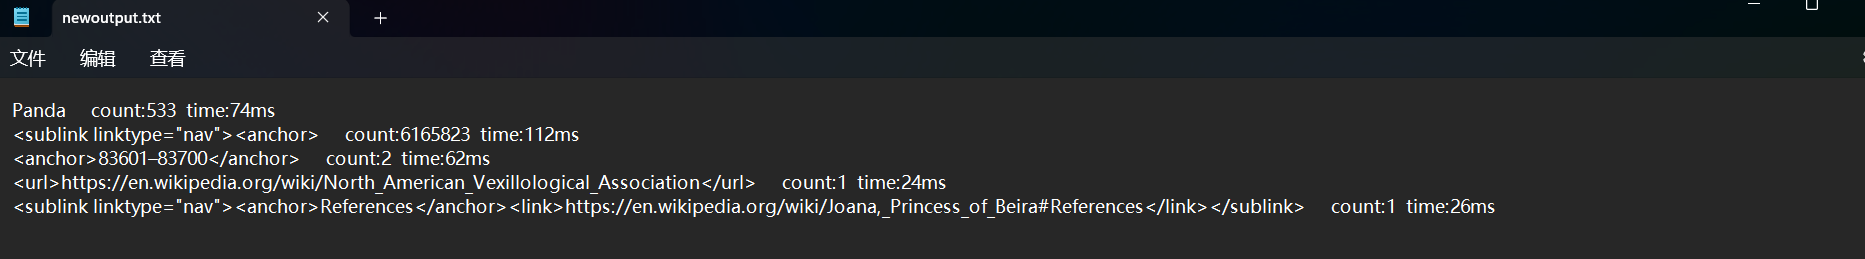 newoutput.txt
文件 编辑 查看
Panda count:533 time:74ms
<sublink linktype="nav"><anchor> count:6165823 time:112ms
<anchor>83601–83700</anchor> count:2 time:62ms
<url>https://en.wikipedia.org/wiki/North_American_Vexillological_Association</url> count:1 time:24ms
<sublink linktype="nav"><anchor>References</anchor><link>https://en.wikipedia.org/wiki/Joana,_Princess_of_Beira#References</link></sublink> count:1 time:26ms